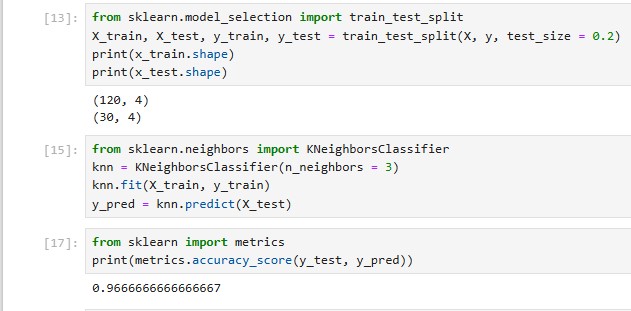 [13]: from sklearn.model_selection import train_test_split
X_train, X_test, y_train, y_test = train_test_split(X, y, test_size = 0.2)
print(x_train.shape)
print(x_test.shape)
(120, 4)
(30, 4)
[15]: from sklearn.neighbors import KNeighborsClassifier
knn = KNeighborsClassifier(n_neighbors = 3)
knn.fit(X_train, y_train)
y_pred = knn.predict(X_test)
[17]: from sklearn import metrics
print(metrics.accuracy_score(y_test, y_pred))
0.9666666666666667